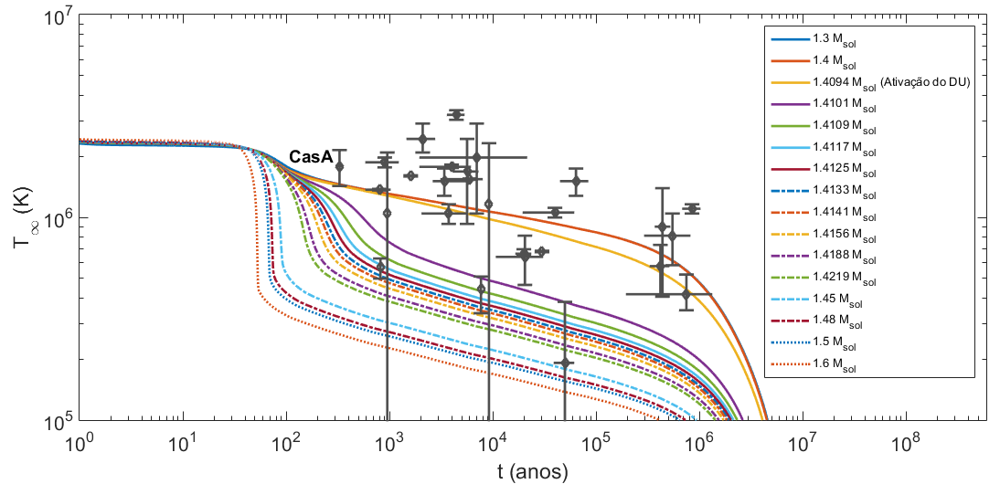 10^7
10^6
10^5
T_∞ (K)
CasA
1.3 M_sol
1.4 M_sol
1.4094 M_sol (Ativação do DU)
1.4101 M_sol
1.4109 M_sol
1.4117 M_sol
1.4125 M_sol
1.4133 M_sol
1.4141 M_sol
1.4156 M_sol
1.4188 M_sol
1.4219 M_sol
1.45 M_sol
1.48 M_sol
1.5 M_sol
1.6 M_sol
10^0 10^1 10^2 10^3 10^4 10^5 10^6 10^7 10^8
t (anos)